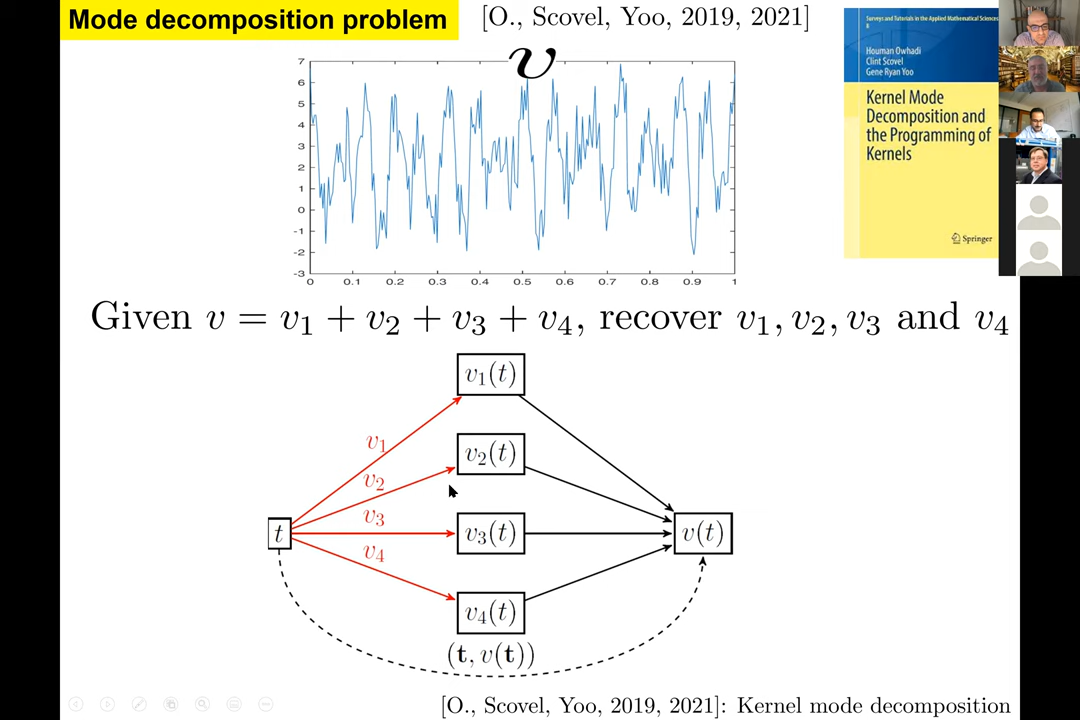 Mode decomposition problem
[O., Scovel, Yoo, 2019, 2021]
v
7
6
5
4
3
2
1
0
-1
-2
-3
0 0.1 0.2 0.3 0.4 0.5 0.6 0.7 0.8 0.9 1
Surveys and Tutorials in the Applied Mathematical Sciences
8
Houman Owhadi
Clint Scovel
Gene Ryan Yoo
Kernel Mode
Decomposition and
the Programming of
Kernels
Springer
Given v = v₁ + v₂ + v₃ + v₄, recover v₁, v₂, v₃ and v₄
v₁(t)
v₁
v₂(t)
v₂
v₃
t
v₃(t)
v(t)
v₄
v₄(t)
(t, v(t))
[O., Scovel, Yoo, 2019, 2021]: Kernel mode decomposition